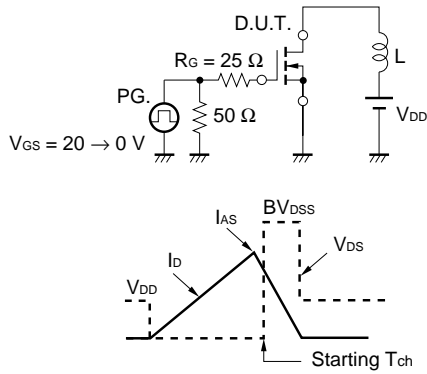 D.U.T.
RG = 25 Ω
L
PG.
50 Ω
VDD
VGS = 20 → 0 V
BVDSS
IAS
ID
VDS
VDD
Starting Tch